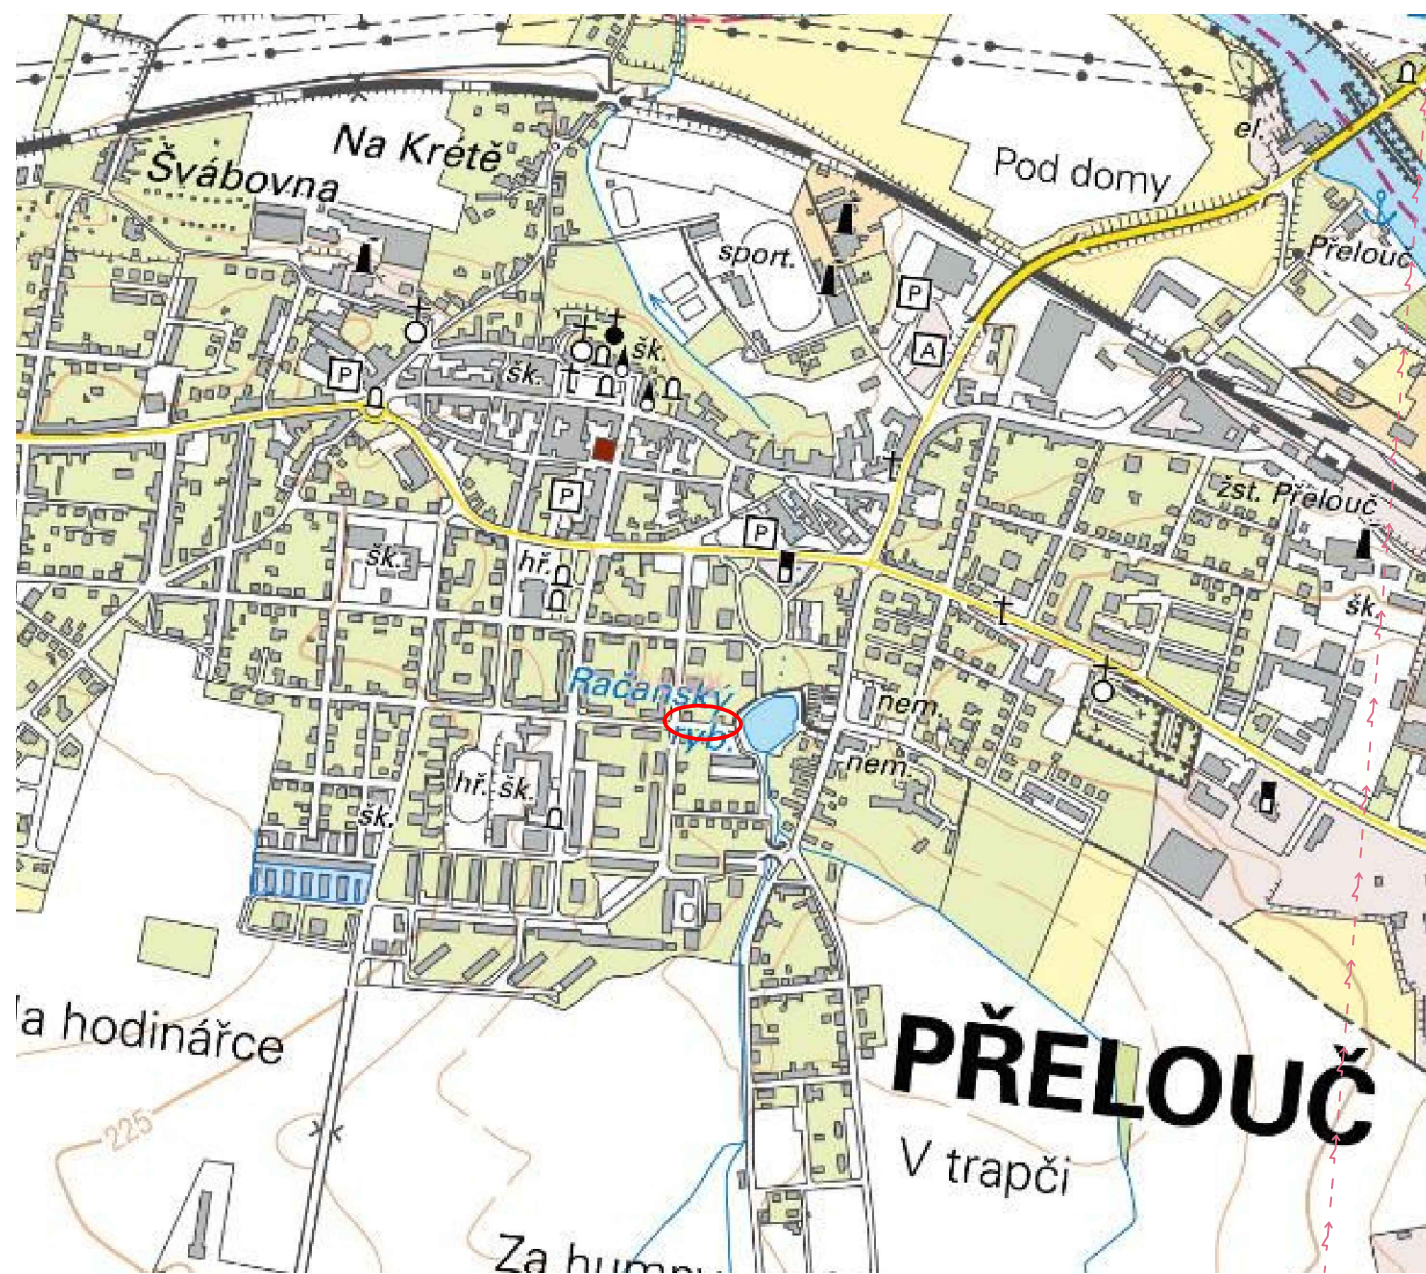 Na Krétě
el.
Pod domy
Švábovna
sport.
Přelouč
P
šk.
A
P
šk.
žst. Přelouč
P
P
hř.
šk.
šk.
Račanský
ryb.
nem.
nem.
hř.
šk.
šk.
a hodinářce
PŘELOUČ
225
V trapči
Za humny